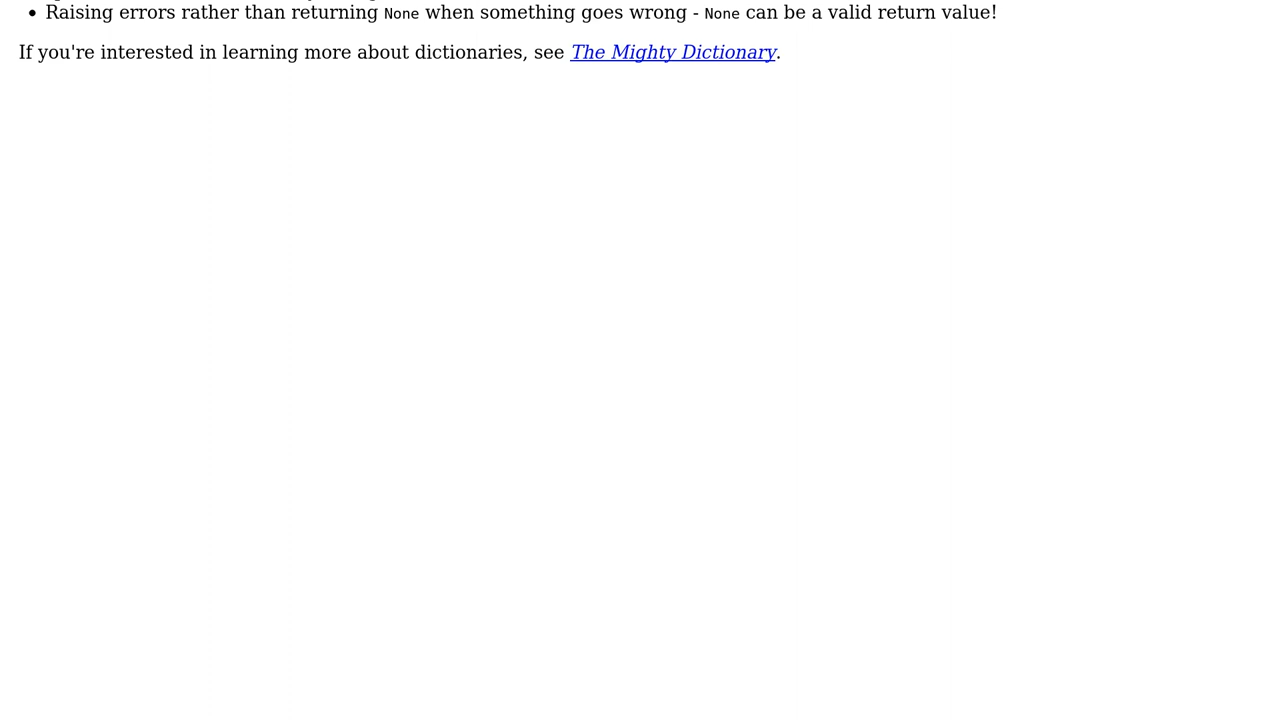 • Raising errors rather than returning None when something goes wrong - None can be a valid return value!
If you're interested in learning more about dictionaries, see The Mighty Dictionary.